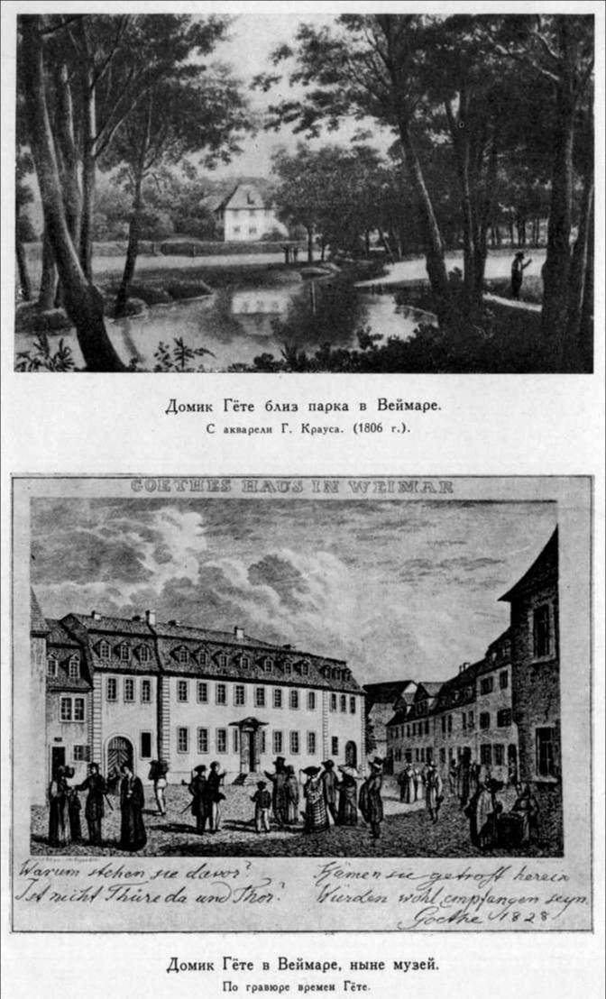 Домик Гёте близ парка в Веймаре.
С акварели Г. Крауса. (1806 г.).
GOETHES HAUS IN WEIMAR
Warum stehen sie davor?
Ist nicht Thüre da und Thor?
Kämen sie getrost herein
Würden wohl empfangen seyn.
Goethe 1828
Домик Гёте в Веймаре, ныне музей.
По гравюре времен Гёте.